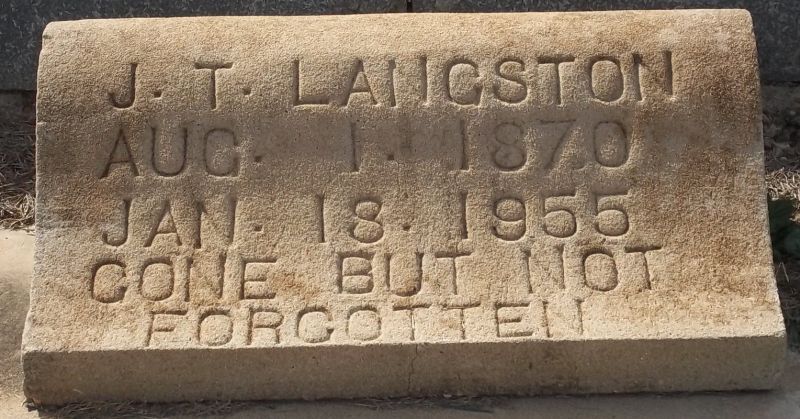 J. T. LANGSTON
AUG. 1. 1870
JAN. 18. 1955
GONE BUT NOT
FORGOTTEN